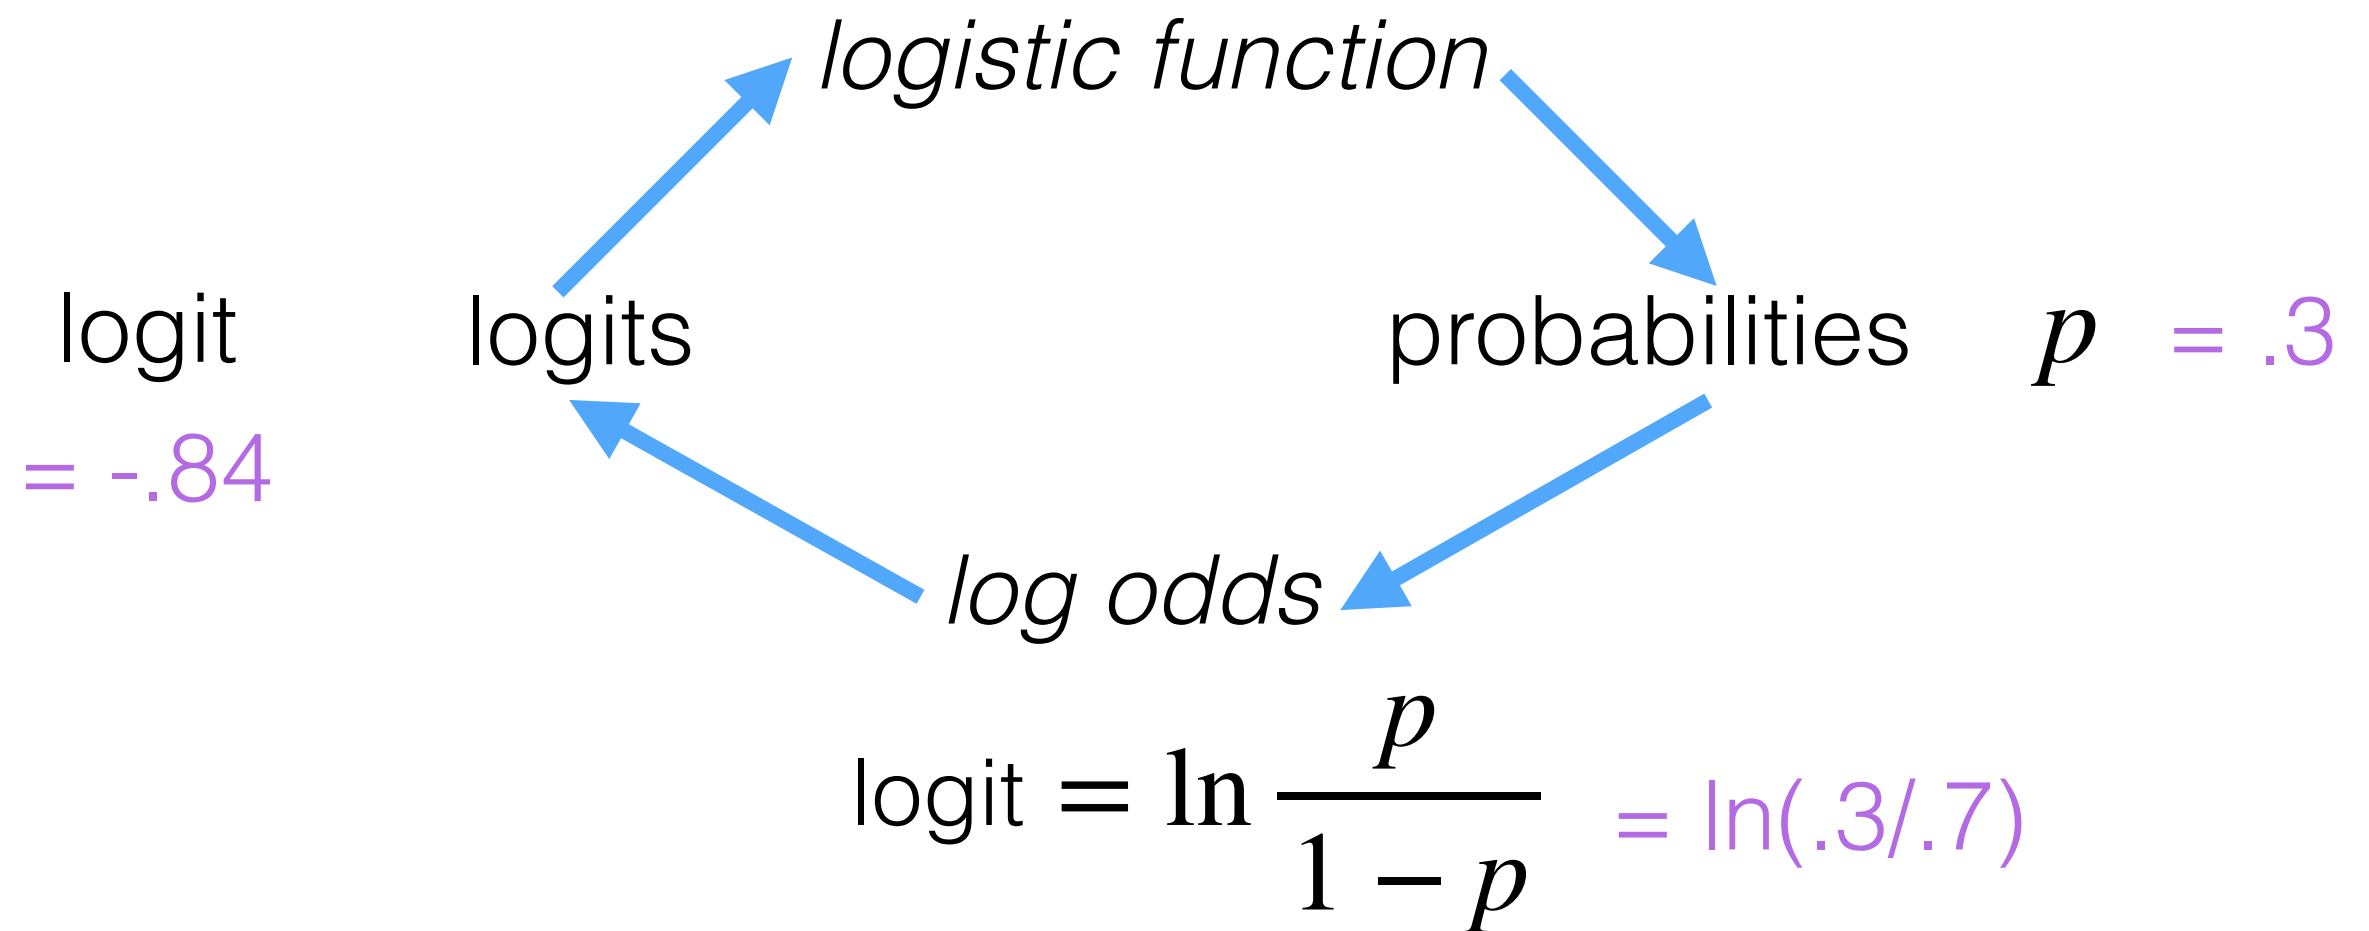 logistic function
logit logits probabilities p = .3
= -.84
log odds
logit = ln p / 1 − p = ln(.3/.7)